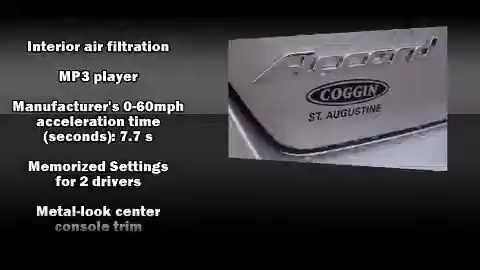 Interior air filtration
MP3 player
Manufacturer's 0-60mph
acceleration time
(seconds): 7.7 s
Memorized Settings
for 2 drivers
Metal-look center
console trim
Accord
COGGIN
ST. AUGUSTINE